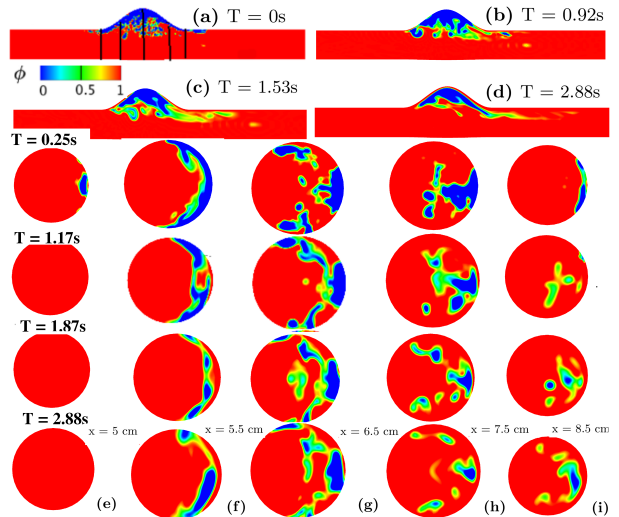 (a) T = 0s
(b) T = 0.92s
ϕ 0 0.5 1
(c) T = 1.53s
(d) T = 2.88s
T = 0.25s
T = 1.17s
T = 1.87s
T = 2.88s
x = 5 cm x = 5.5 cm x = 6.5 cm x = 7.5 cm x = 8.5 cm
(e) (f) (g) (h) (i)